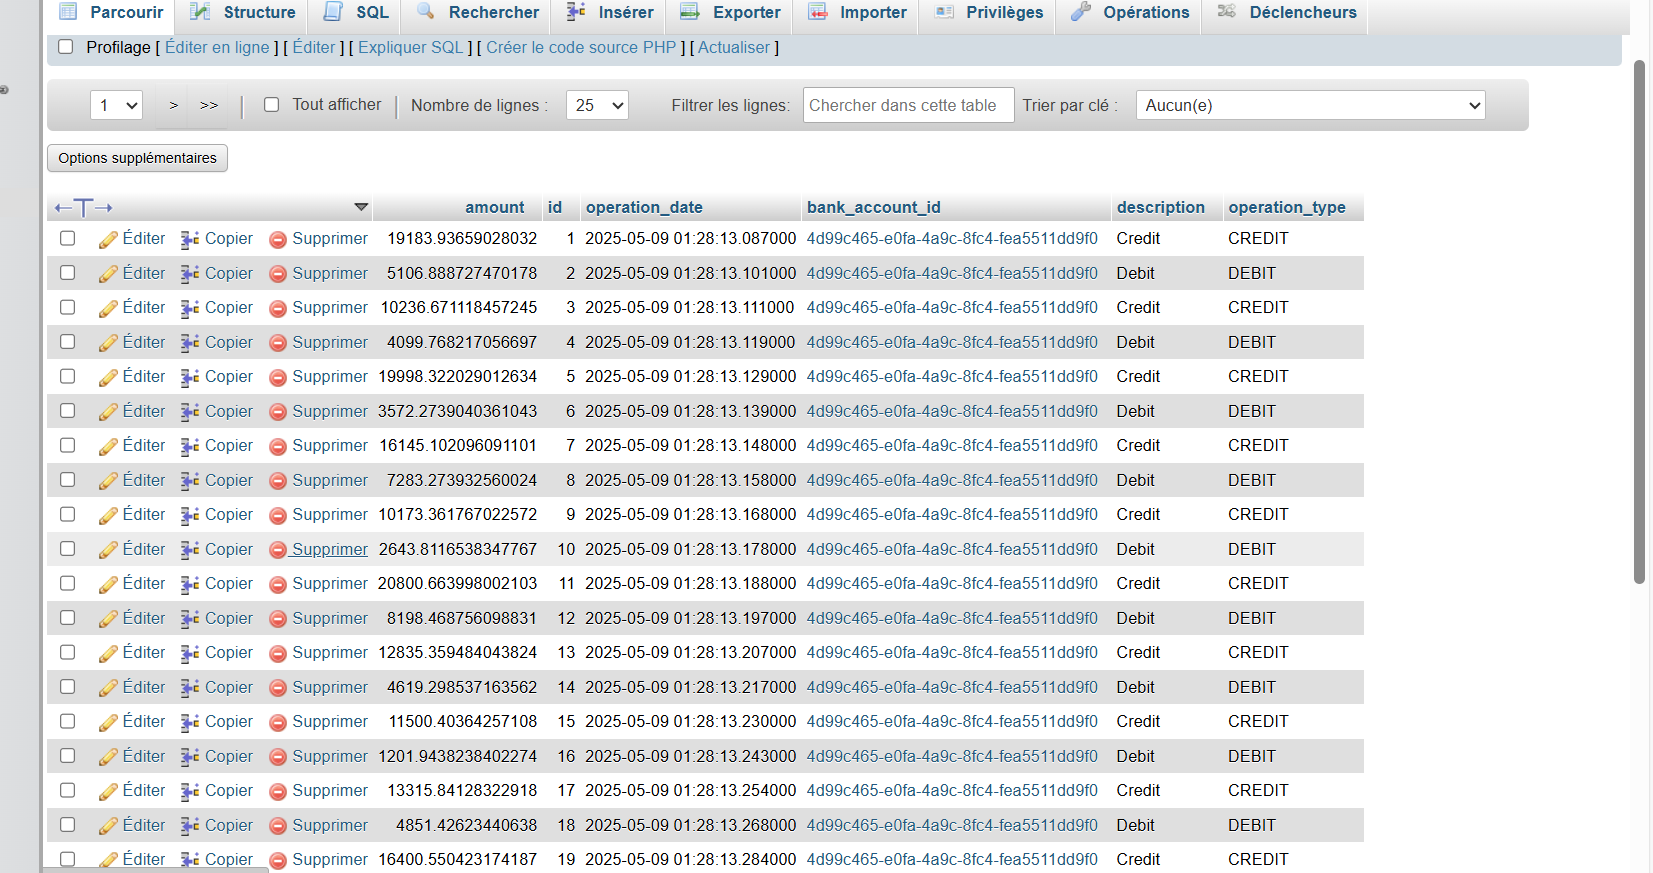 Parcourir Structure SQL Rechercher Insérer Exporter Importer Privilèges Opérations Déclencheurs
Profilage [ Éditer en ligne ] [ Éditer ] [ Expliquer SQL ] [ Créer le code source PHP ] [ Actualiser ]
1 > >> Tout afficher Nombre de lignes : 25 Filtrer les lignes: Chercher dans cette table Trier par clé : Aucun(e)
Options supplémentaires
←T→ amount id operation_date bank_account_id description operation_type
Éditer Copier Supprimer 19183.93659028032 1 2025-05-09 01:28:13.087000 4d99c465-e0fa-4a9c-8fc4-fea5511dd9f0 Credit CREDIT
Éditer Copier Supprimer 5106.888727470178 2 2025-05-09 01:28:13.101000 4d99c465-e0fa-4a9c-8fc4-fea5511dd9f0 Debit DEBIT
Éditer Copier Supprimer 10236.671118457245 3 2025-05-09 01:28:13.111000 4d99c465-e0fa-4a9c-8fc4-fea5511dd9f0 Credit CREDIT
Éditer Copier Supprimer 4099.768217056697 4 2025-05-09 01:28:13.119000 4d99c465-e0fa-4a9c-8fc4-fea5511dd9f0 Debit DEBIT
Éditer Copier Supprimer 19998.322029012634 5 2025-05-09 01:28:13.129000 4d99c465-e0fa-4a9c-8fc4-fea5511dd9f0 Credit CREDIT
Éditer Copier Supprimer 3572.2739040361043 6 2025-05-09 01:28:13.139000 4d99c465-e0fa-4a9c-8fc4-fea5511dd9f0 Debit DEBIT
Éditer Copier Supprimer 16145.102096091101 7 2025-05-09 01:28:13.148000 4d99c465-e0fa-4a9c-8fc4-fea5511dd9f0 Credit CREDIT
Éditer Copier Supprimer 7283.273932560024 8 2025-05-09 01:28:13.158000 4d99c465-e0fa-4a9c-8fc4-fea5511dd9f0 Debit DEBIT
Éditer Copier Supprimer 10173.361767022572 9 2025-05-09 01:28:13.168000 4d99c465-e0fa-4a9c-8fc4-fea5511dd9f0 Credit CREDIT
Éditer Copier Supprimer 2643.8116538347767 10 2025-05-09 01:28:13.178000 4d99c465-e0fa-4a9c-8fc4-fea5511dd9f0 Debit DEBIT
Éditer Copier Supprimer 20800.663998002103 11 2025-05-09 01:28:13.188000 4d99c465-e0fa-4a9c-8fc4-fea5511dd9f0 Credit CREDIT
Éditer Copier Supprimer 8198.468756098831 12 2025-05-09 01:28:13.197000 4d99c465-e0fa-4a9c-8fc4-fea5511dd9f0 Debit DEBIT
Éditer Copier Supprimer 12835.359484043824 13 2025-05-09 01:28:13.207000 4d99c465-e0fa-4a9c-8fc4-fea5511dd9f0 Credit CREDIT
Éditer Copier Supprimer 4619.298537163562 14 2025-05-09 01:28:13.217000 4d99c465-e0fa-4a9c-8fc4-fea5511dd9f0 Debit DEBIT
Éditer Copier Supprimer 11500.40364257108 15 2025-05-09 01:28:13.230000 4d99c465-e0fa-4a9c-8fc4-fea5511dd9f0 Credit CREDIT
Éditer Copier Supprimer 1201.9438238402274 16 2025-05-09 01:28:13.243000 4d99c465-e0fa-4a9c-8fc4-fea5511dd9f0 Debit DEBIT
Éditer Copier Supprimer 13315.84128322918 17 2025-05-09 01:28:13.254000 4d99c465-e0fa-4a9c-8fc4-fea5511dd9f0 Credit CREDIT
Éditer Copier Supprimer 4851.42623440638 18 2025-05-09 01:28:13.268000 4d99c465-e0fa-4a9c-8fc4-fea5511dd9f0 Debit DEBIT
Éditer Copier Supprimer 16400.550423174187 19 2025-05-09 01:28:13.284000 4d99c465-e0fa-4a9c-8fc4-fea5511dd9f0 Credit CREDIT